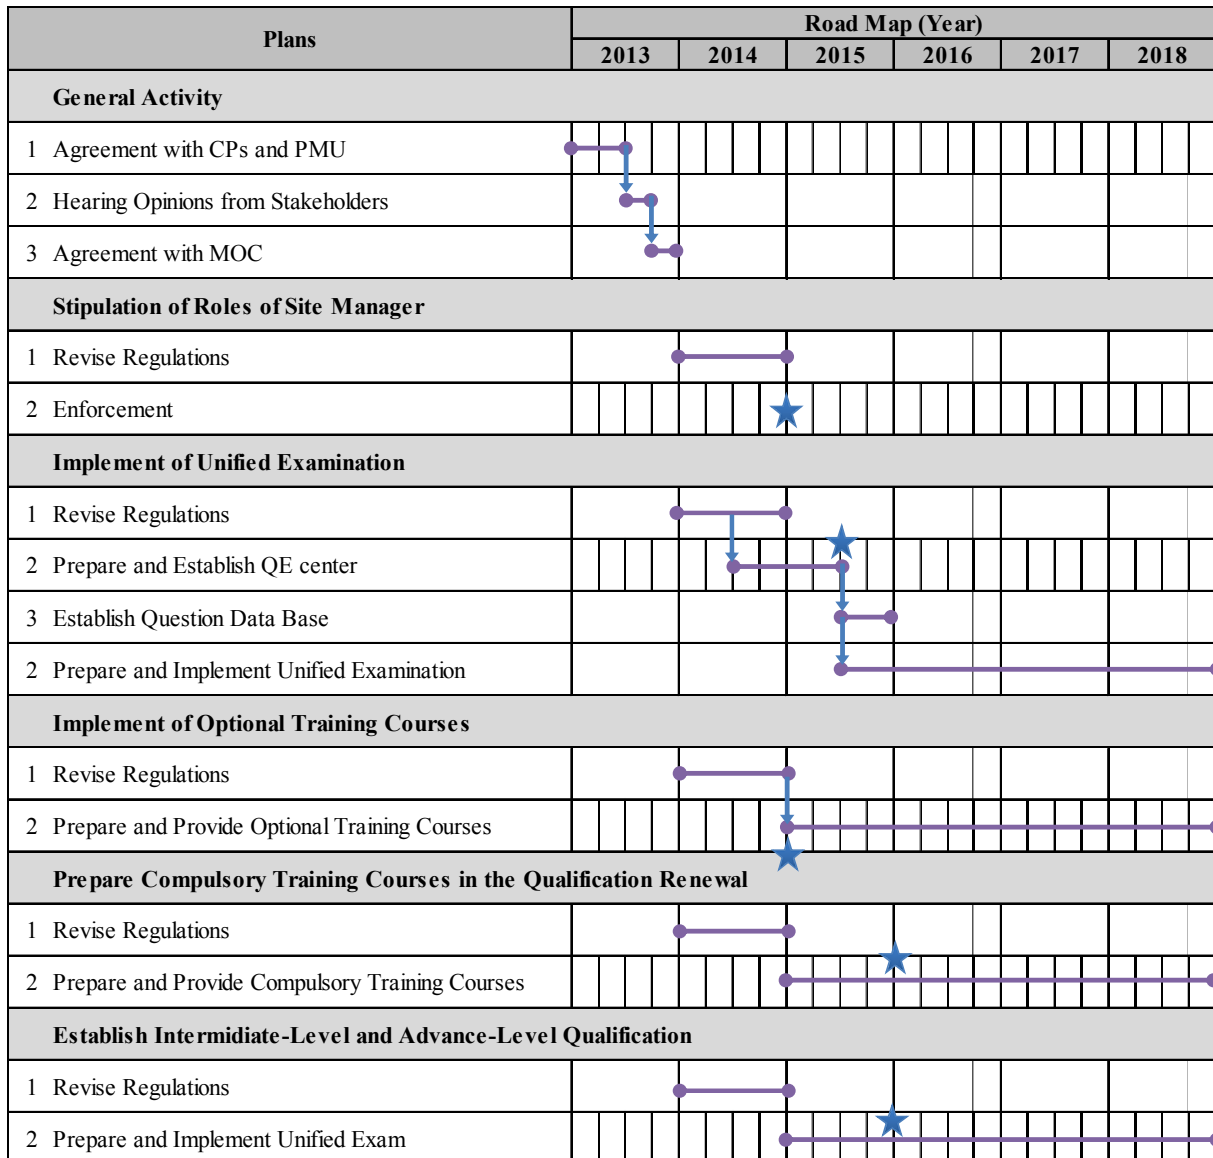 Plans
Road Map (Year)
2013 2014 2015 2016 2017 2018
General Activity
1 Agreement with CPs and PMU
2 Hearing Opinions from Stakeholders
3 Agreement with MOC
Stipulation of Roles of Site Manager
1 Revise Regulations
2 Enforcement
Implement of Unified Examination
1 Revise Regulations
2 Prepare and Establish QE center
3 Establish Question Data Base
2 Prepare and Implement Unified Examination
Implement of Optional Training Courses
1 Revise Regulations
2 Prepare and Provide Optional Training Courses
Prepare Compulsory Training Courses in the Qualification Renewal
1 Revise Regulations
2 Prepare and Provide Compulsory Training Courses
Establish Intermidiate-Level and Advance-Level Qualification
1 Revise Regulations
2 Prepare and Implement Unified Exam